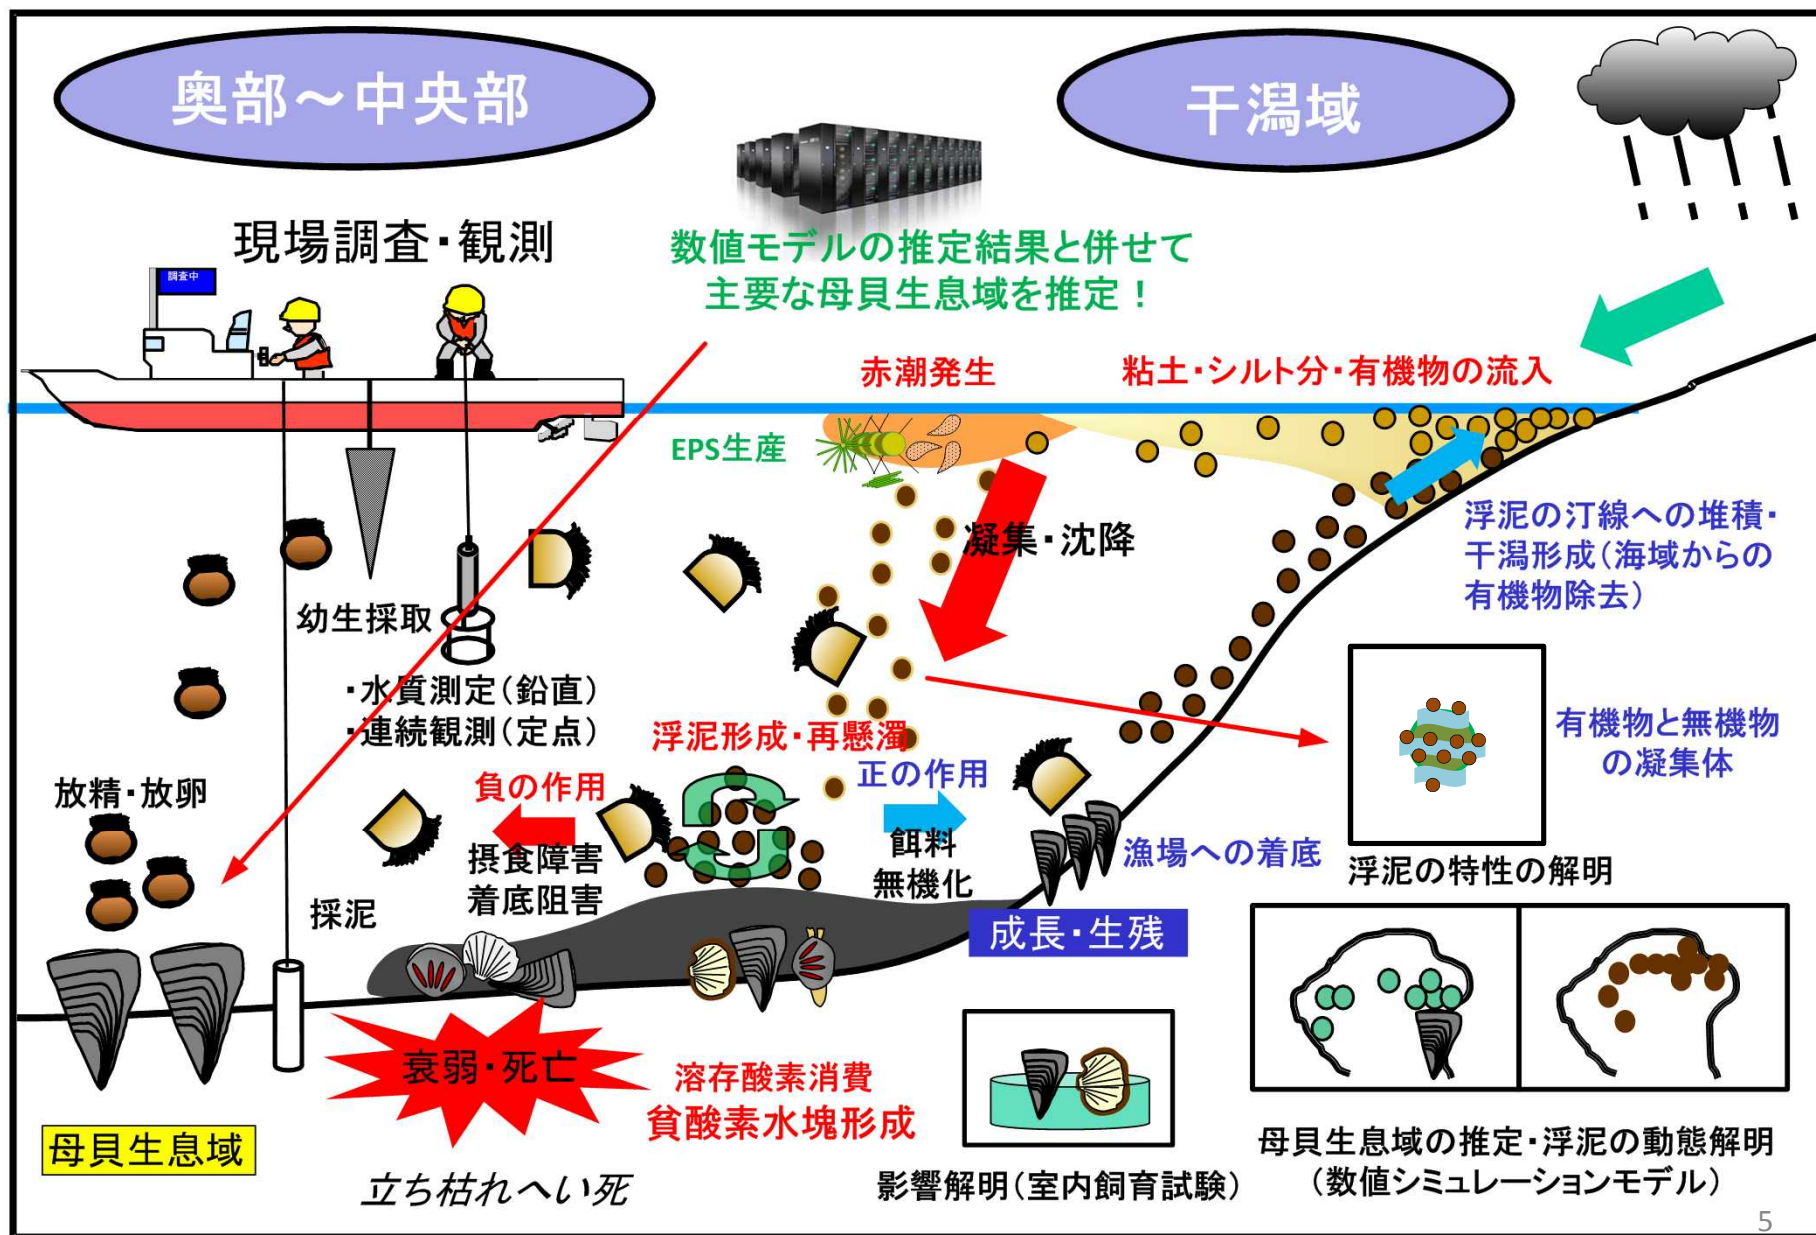 奥部～中央部
干潟域
現場調査・観測
調査中
数値モデルの推定結果と併せて
主要な母貝生息域を推定！
赤潮発生
粘土・シルト分・有機物の流入
EPS生産
凝集・沈降
浮泥の汀線への堆積・
干潟形成（海域からの
有機物除去）
幼生採取
・水質測定（鉛直）
・連続観測（定点）
浮泥形成・再懸濁
有機物と無機物
の凝集体
放精・放卵
負の作用
正の作用
摂食障害
着底阻害
餌料
無機化
漁場への着底
浮泥の特性の解明
採泥
成長・生残
衰弱・死亡
溶存酸素消費
貧酸素水塊形成
母貝生息域
立ち枯れへい死
影響解明（室内飼育試験）
母貝生息域の推定・浮泥の動態解明
（数値シミュレーションモデル）
5